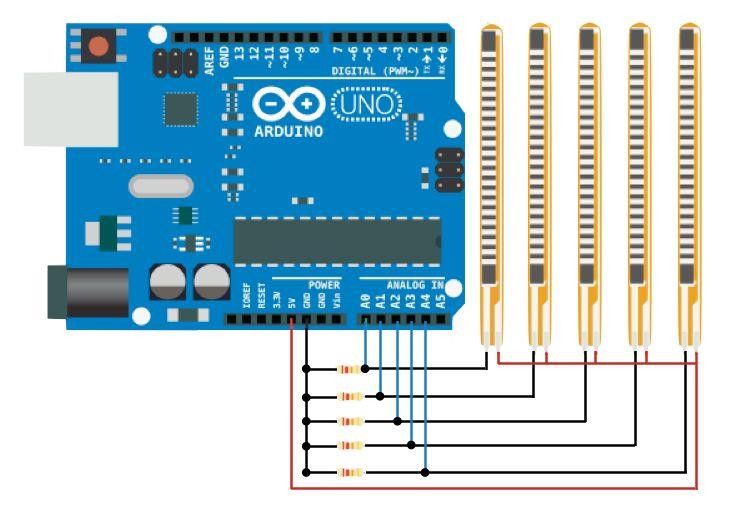 AREF
GND
13
12
~11
~10
~9
8
7
~6
~5
4
~3
2
TX→1
RX←0
DIGITAL (PWM~)
UNO
ARDUINO
POWER
ANALOG IN
IOREF
RESET
3.3V
5V
GND
GND
Vin
A0
A1
A2
A3
A4
A5